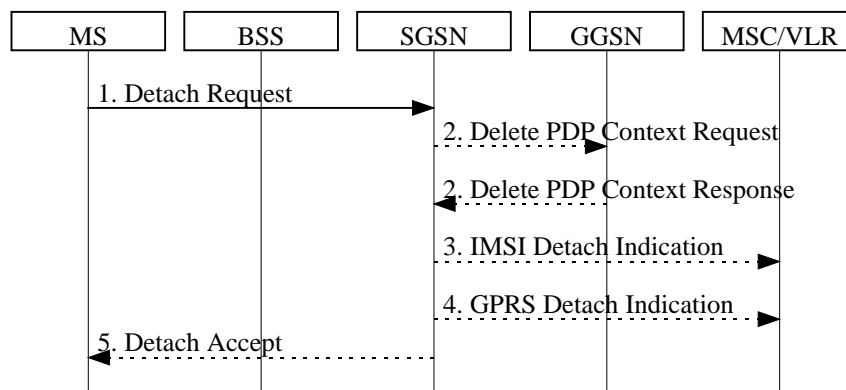 MS BSS SGSN GGSN MSC/VLR
1. Detach Request
2. Delete PDP Context Request
2. Delete PDP Context Response
3. IMSI Detach Indication
4. GPRS Detach Indication
5. Detach Accept